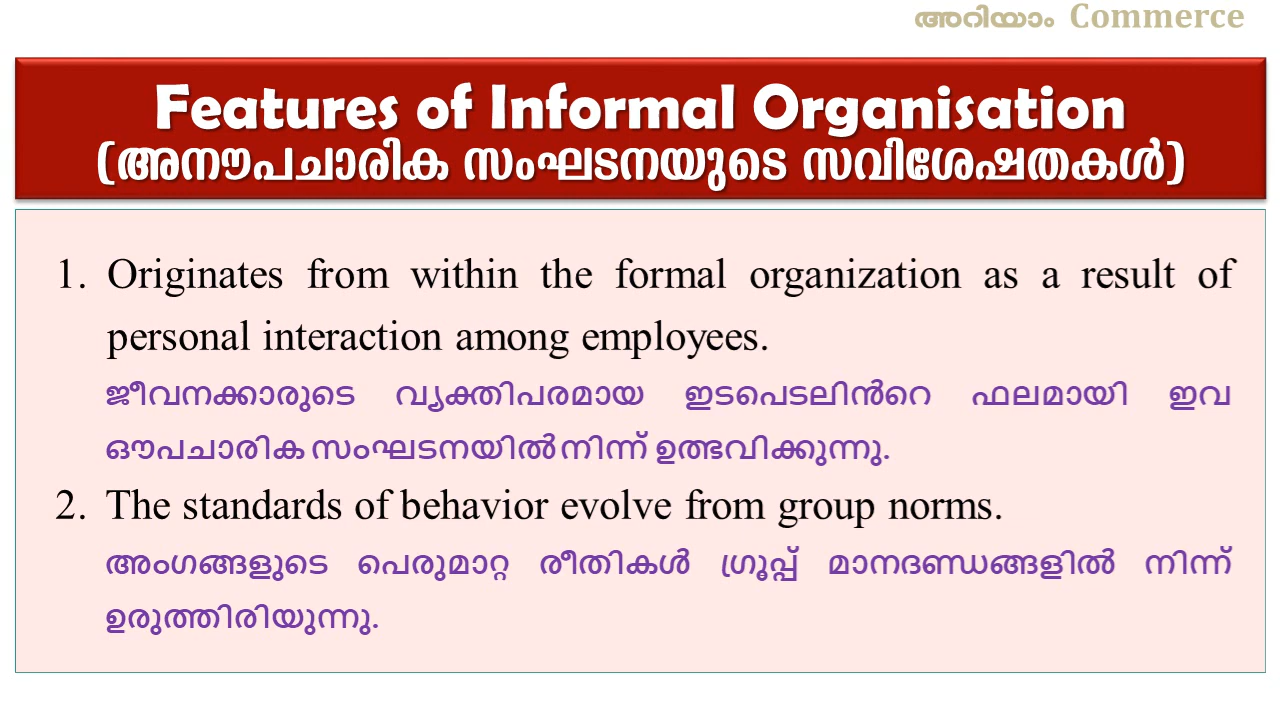 അറിയാം Commerce
Features of Informal Organisation
(അനൗപചാരിക സംഘടനയുടെ സവിശേഷതകൾ)
1. Originates from within the formal organization as a result of
personal interaction among employees.
ജീവനക്കാരുടെ വ്യക്തിപരമായ ഇടപെടലിൻറെ ഫലമായി ഇവ
ഔപചാരിക സംഘടനയിൽ നിന്ന് ഉത്ഭവിക്കുന്നു.
2. The standards of behavior evolve from group norms.
അംഗങ്ങളുടെ പെരുമാറ്റ രീതികൾ ഗ്രൂപ്പ് മാനദണ്ഡങ്ങളിൽ നിന്ന്
ഉരുത്തിരിയുന്നു.